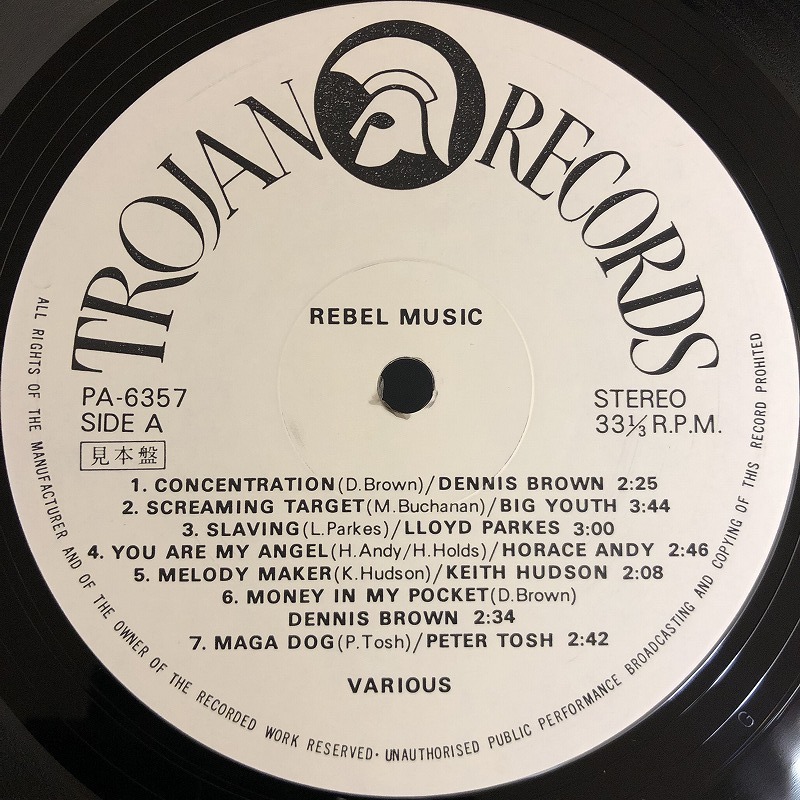 TROJAN RECORDS
REBEL MUSIC
PA-6357
SIDE A
見本盤
STEREO
33⅓ R.P.M.
1. CONCENTRATION(D.Brown)/DENNIS BROWN 2:25
2. SCREAMING TARGET(M.Buchanan)/BIG YOUTH 3:44
3. SLAVING(L.Parkes)/LLOYD PARKES 3:00
4. YOU ARE MY ANGEL(H.Andy/H.Holds)/HORACE ANDY 2:46
5. MELODY MAKER(K.Hudson)/KEITH HUDSON 2:08
6. MONEY IN MY POCKET(D.Brown)
DENNIS BROWN 2:34
7. MAGA DOG(P.Tosh)/PETER TOSH 2:42
VARIOUS
ALL RIGHTS OF THE MANUFACTURER AND OF THE OWNER OF THE RECORDED WORK RESERVED· UNAUTHORISED PUBLIC PERFORMANCE BROADCASTING AND COPYING OF THIS RECORD PROHIBITED
G